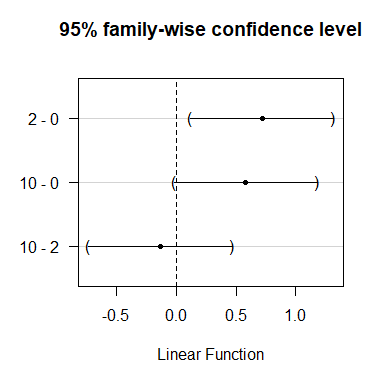 95% family-wise confidence level
2 - 0
10 - 0
10 - 2
-0.5 0.0 0.5 1.0
Linear Function